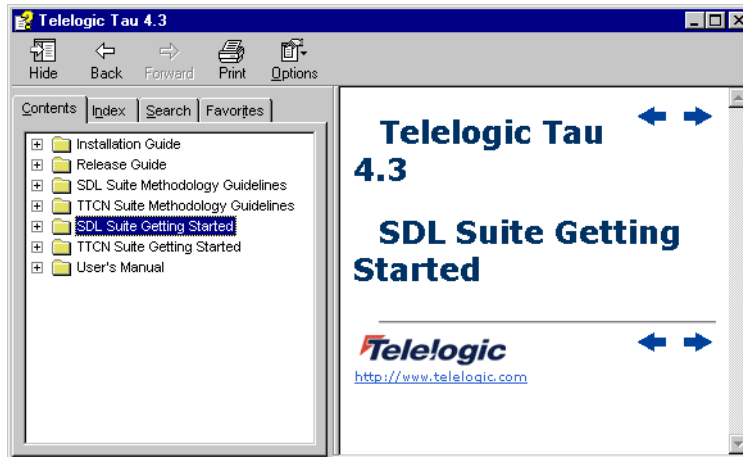 Telelogic Tau 4.3
Hide Back Forward Print Options
Contents Index Search Favorites
Installation Guide
Release Guide
SDL Suite Methodology Guidelines
TTCN Suite Methodology Guidelines
SDL Suite Getting Started
TTCN Suite Getting Started
User's Manual
Telelogic Tau
4.3
SDL Suite Getting
Started
Telelogic
http://www.telelogic.com